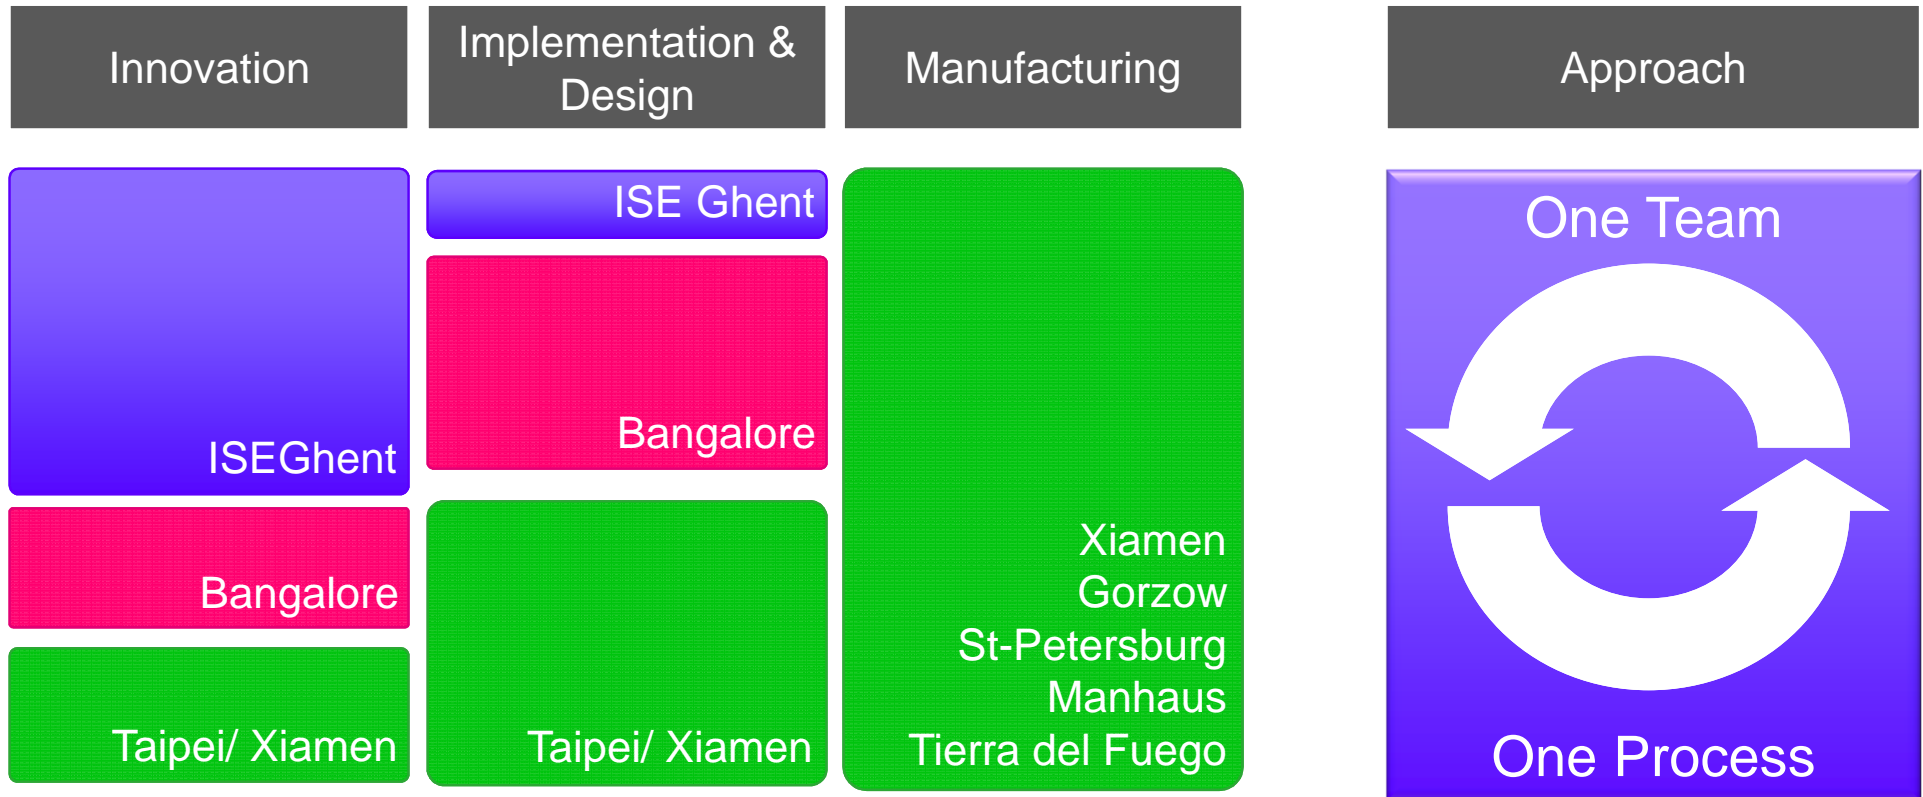 Innovation
Implementation &
Design
Manufacturing
Approach
ISEGhent
Bangalore
Taipei/ Xiamen
ISE Ghent
Bangalore
Taipei/ Xiamen
Xiamen
Gorzow
St-Petersburg
Manhaus
Tierra del Fuego
One Team
One Process